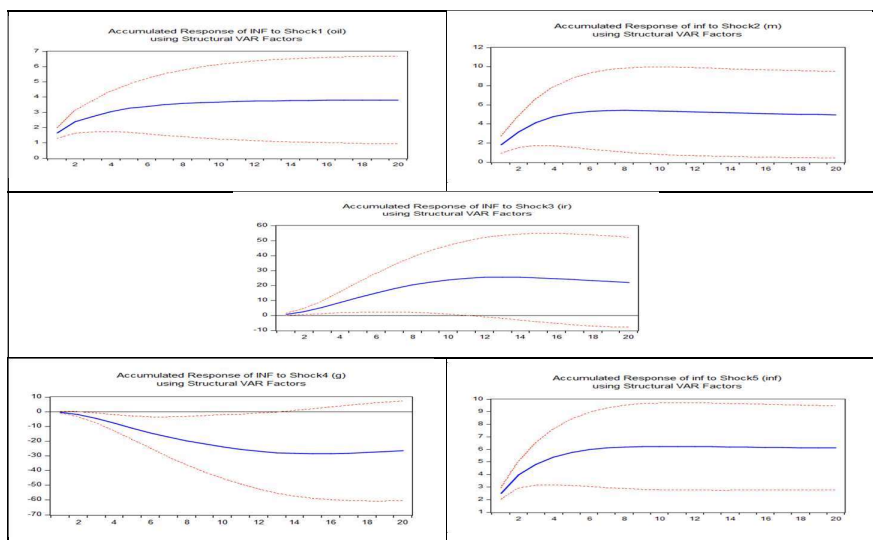 Accumulated Response of INF to Shock1 (oil)
using Structural VAR Factors
7
6
5
4
3
2
1
0
2 4 6 8 10 12 14 16 18 20
Accumulated Response of inf to Shock2 (m)
using Structural VAR Factors
12
10
8
6
4
2
0
2 4 6 8 10 12 14 16 18 20
Accumulated Response of INF to Shock3 (ir)
using Structural VAR Factors
60
50
40
30
20
10
0
-10
2 4 6 8 10 12 14 16 18 20
Accumulated Response of INF to Shock4 (g)
using Structural VAR Factors
10
0
-10
-20
-30
-40
-50
-60
-70
2 4 6 8 10 12 14 16 18 20
Accumulated Response of inf to Shock5 (inf)
using Structural VAR Factors
10
9
8
7
6
5
4
3
2
1
2 4 6 8 10 12 14 16 18 20